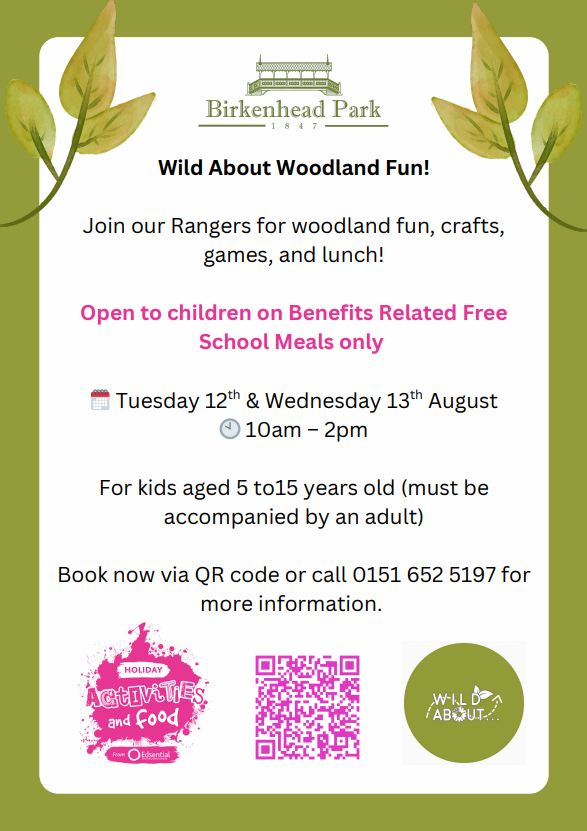 Birkenhead Park
1847
Wild About Woodland Fun!
Join our Rangers for woodland fun, crafts,
games, and lunch!
Open to children on Benefits Related Free
School Meals only
Tuesday 12th & Wednesday 13th August
10am – 2pm
For kids aged 5 to15 years old (must be
accompanied by an adult)
Book now via QR code or call 0151 652 5197 for
more information.
HOLIDAY
ACtiViTiES
and food
From Edsential
WILD
ABOUT...